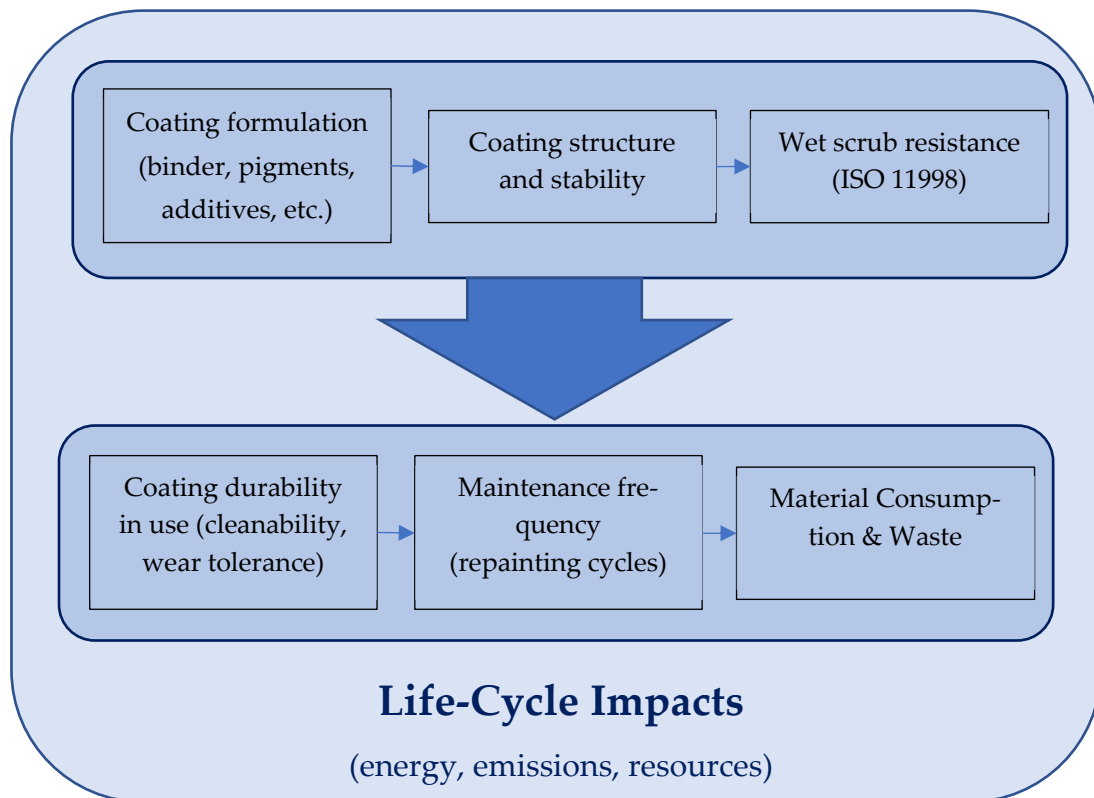 Coating formulation
(binder, pigments,
additives, etc.)
Coating structure
and stability
Wet scrub resistance
(ISO 11998)
Coating durability
in use (cleanability,
wear tolerance)
Maintenance fre-
quency
(repainting cycles)
Material Consump-
tion & Waste
Life-Cycle Impacts
(energy, emissions, resources)